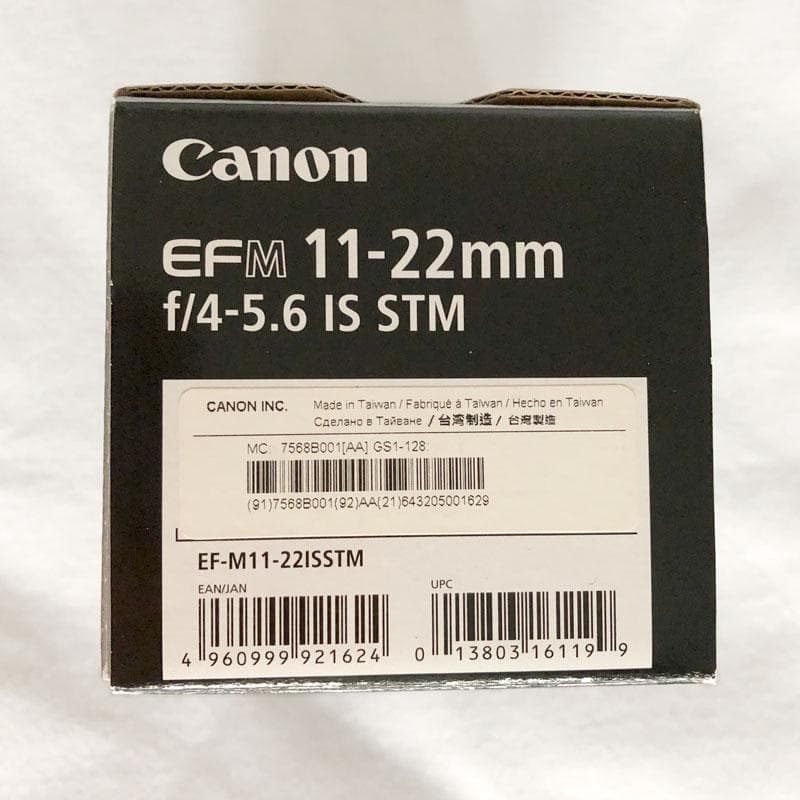 Canon
EFM 11-22mm
f/4-5.6 IS STM
CANON INC. Made in Taiwan / Fabriqué à Taïwan / Hecho en Taiwan
Сделано в Тайване / 台湾制造 / 台灣製造
MC: 7568B001[AA] GS1-128:
(91)7568B001(92)AA(21)643205001629
EF-M11-22ISSTM
EAN/JAN UPC
4 960999 921624 0 13803 16119 9